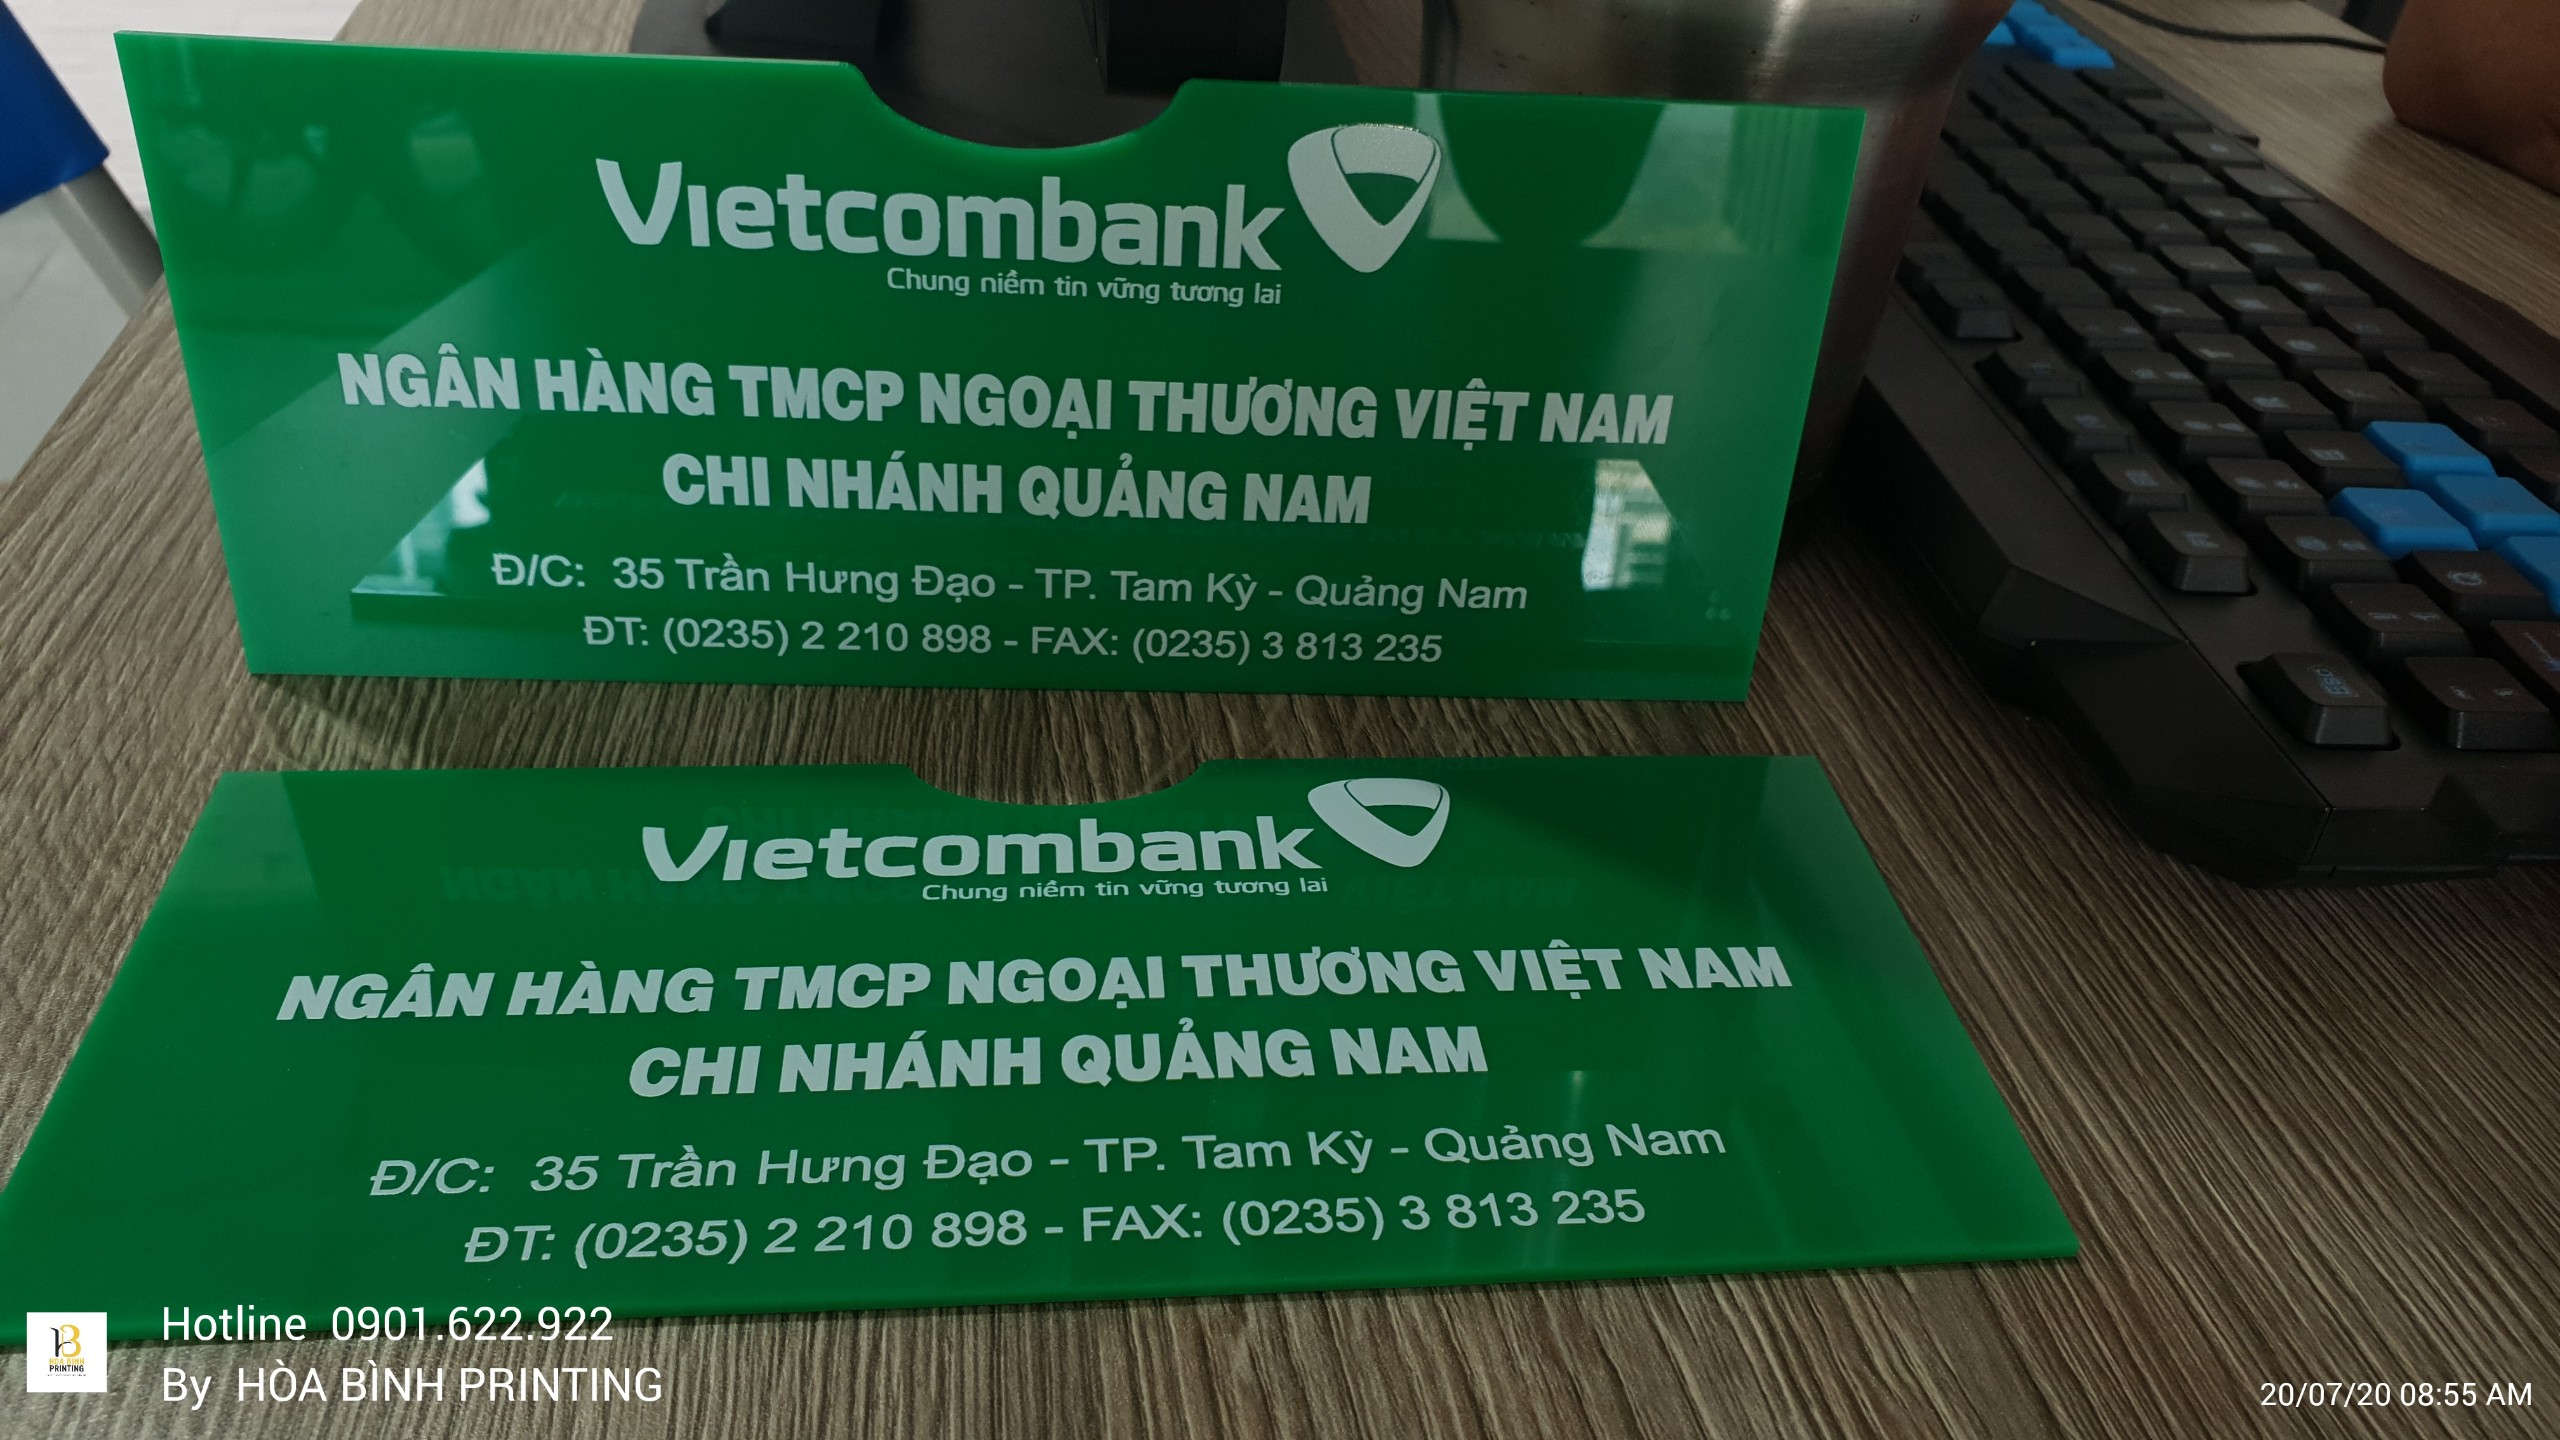 Vietcombank
Chung niềm tin vững tương lai
NGÂN HÀNG TMCP NGOẠI THƯƠNG VIỆT NAM
CHI NHÁNH QUẢNG NAM
Đ/C: 35 Trần Hưng Đạo - TP. Tam Kỳ - Quảng Nam
ĐT: (0235) 2 210 898 - FAX: (0235) 3 813 235
Vietcombank
Chung niềm tin vững tương lai
NGÂN HÀNG TMCP NGOẠI THƯƠNG VIỆT NAM
CHI NHÁNH QUẢNG NAM
Đ/C: 35 Trần Hưng Đạo - TP. Tam Kỳ - Quảng Nam
ĐT: (0235) 2 210 898 - FAX: (0235) 3 813 235
HÒA BÌNH
PRINTING
Hotline 0901.622.922
By HÒA BÌNH PRINTING
20/07/20 08:55 AM